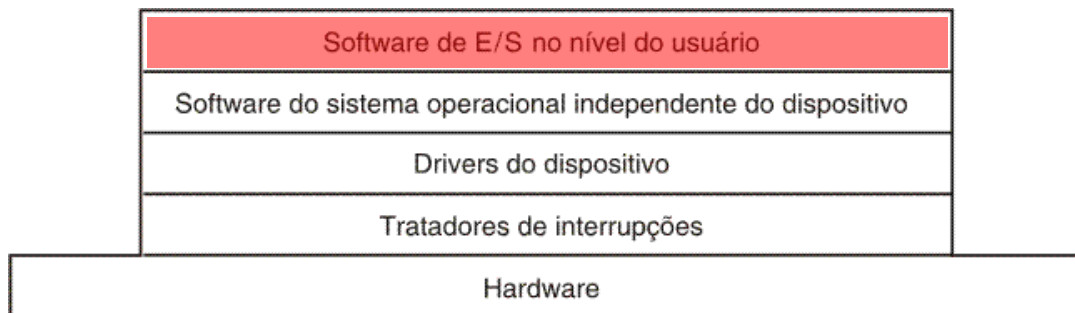 Software de E/S no nível do usuário
Software do sistema operacional independente do dispositivo
Drivers do dispositivo
Tratadores de interrupções
Hardware